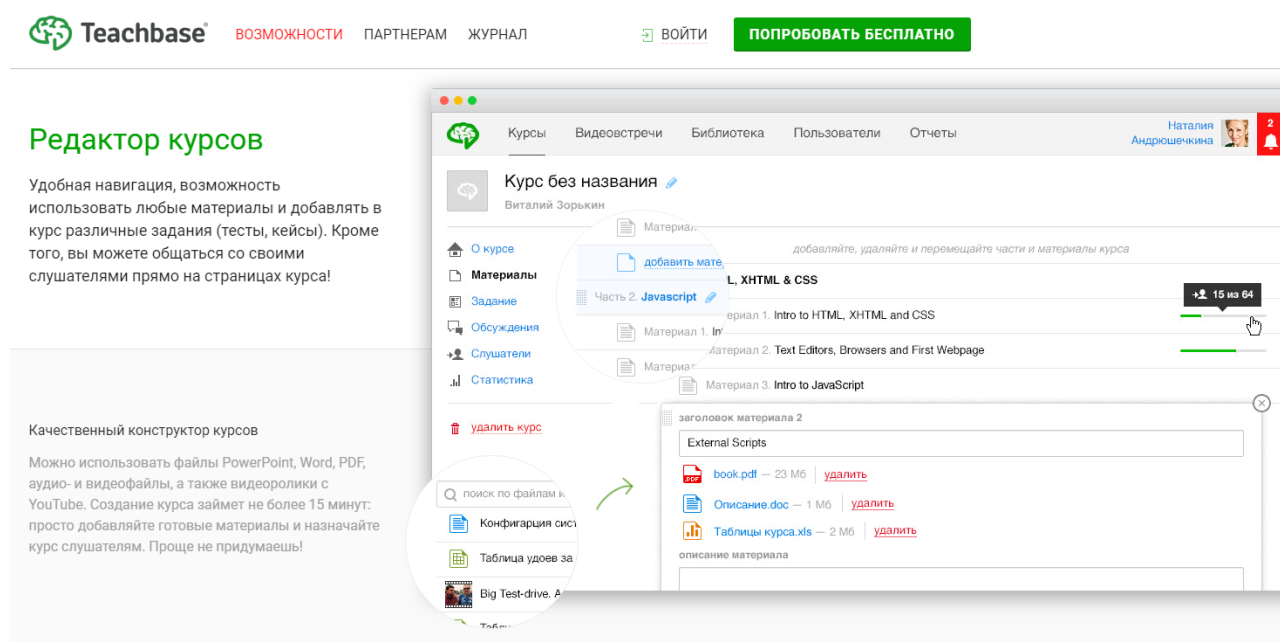 Teachbase®
ВОЗМОЖНОСТИ
ПАРТНЕРАМ
ЖУРНАЛ
ВОЙТИ
ПОПРОБОВАТЬ БЕСПЛАТНО
Редактор курсов
Удобная навигация, возможность
использовать любые материалы и добавлять в
курс различные задания (тесты, кейсы). Кроме
того, вы можете общаться со своими
слушателями прямо на страницах курса!
Качественный конструктор курсов
Можно использовать файлы PowerPoint, Word, PDF,
аудио- и видеофайлы, а также видеоролики с
YouTube. Создание курса займет не более 15 минут:
просто добавляйте готовые материалы и назначайте
курс слушателям. Проще не придумаешь!
Курсы
Видеовстречи
Библиотека
Пользователи
Отчеты
Наталия
Андрюшечкина
2
Курс без названия
Виталий Зорькин
О курсе
Материалы
Задание
Обсуждения
Слушатели
Статистика
удалить курс
Материал
добавить мате
Часть 2. Javascript
Материал 1. In
Матери
добавляйте, удаляйте и перемещайте части и материалы курса
L, XHTML & CSS
15 из 64
ериал 1. Intro to HTML, XHTML and CSS
Материал 2. Text Editors, Browsers and First Webpage
Материал 3. Intro to JavaScript
заголовок материала 2
External Scripts
PDF
book.pdf — 23 Мб удалить
Описание.doc — 1 Мб удалить
Таблицы курса.xls — 2 Мб удалить
описание материала
поиск по файлам и
Конфигарция сист
Таблица удоев за
Big Test-drive. A